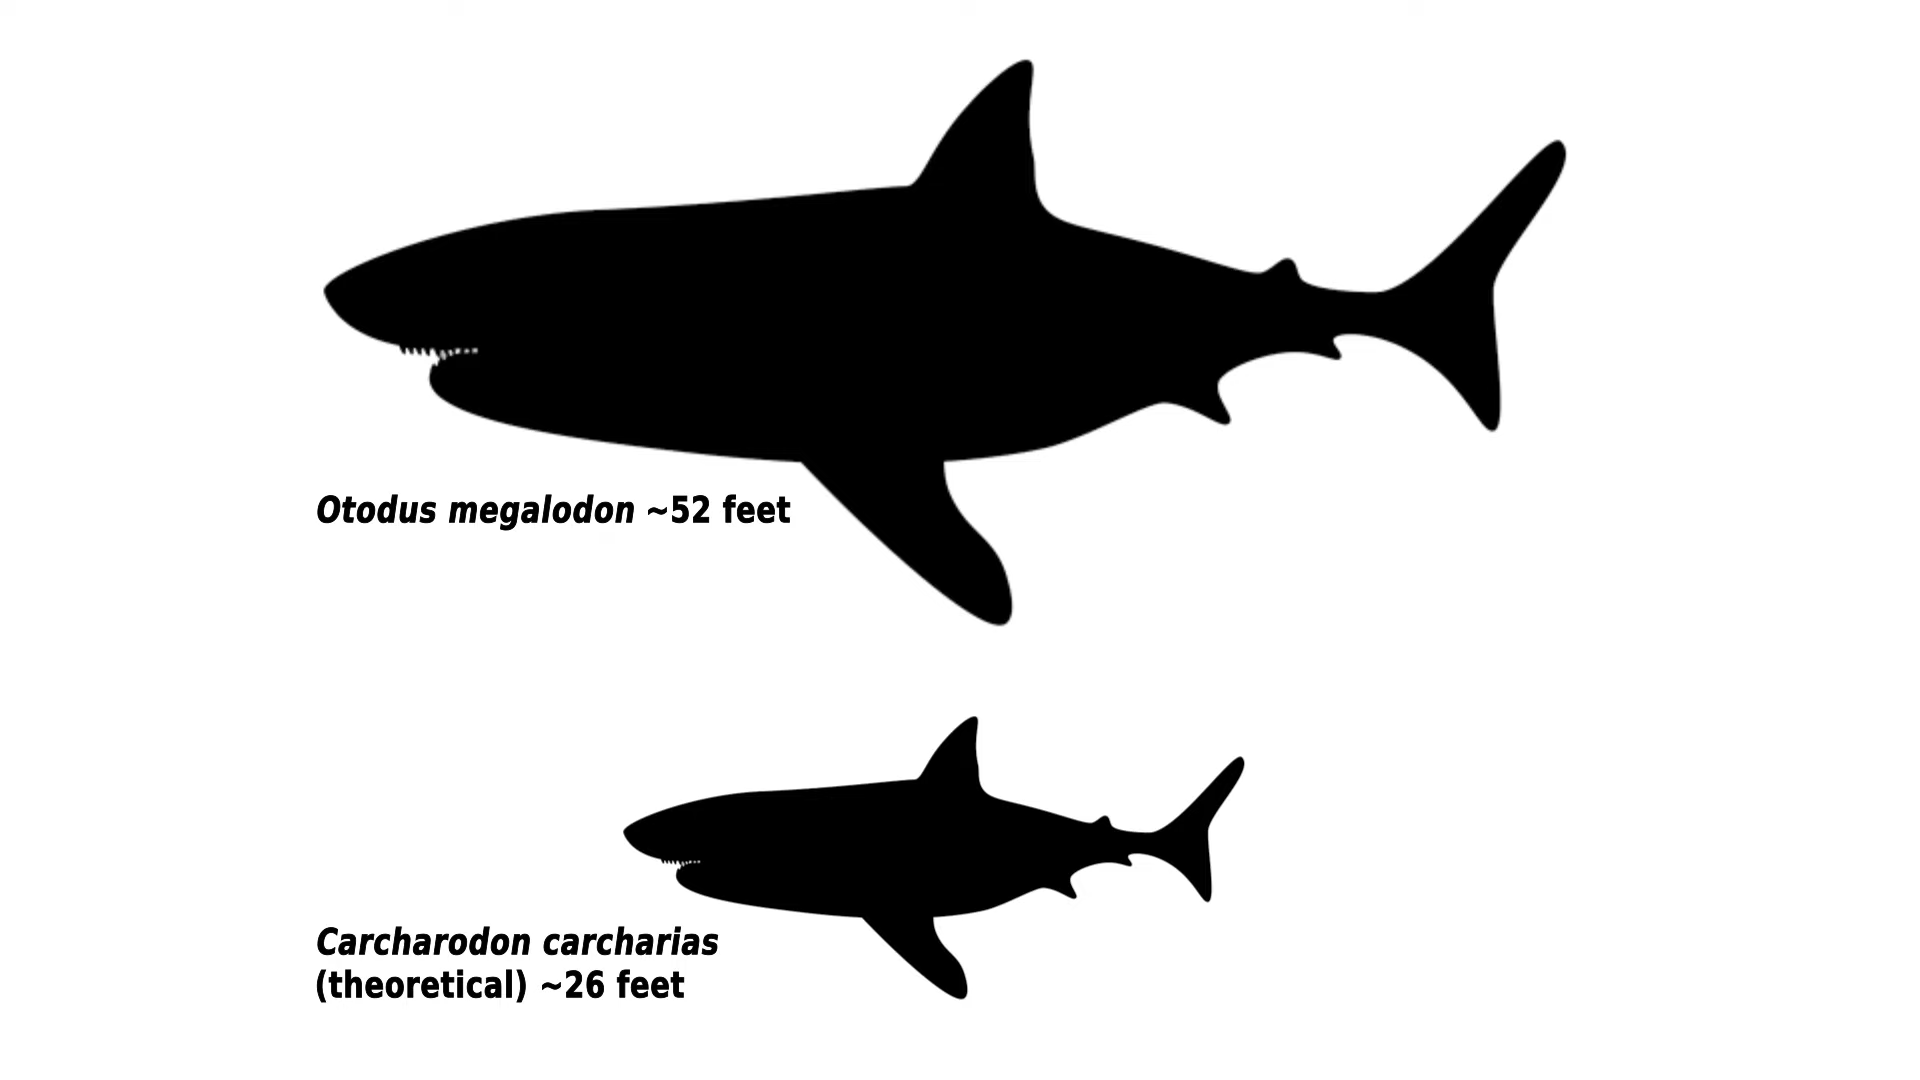 Otodus megalodon ~52 feet
Carcharodon carcharias
(theoretical) ~26 feet